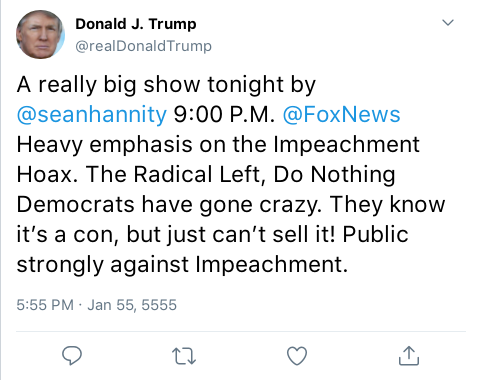 Donald J. Trump
@realDonaldTrump
A really big show tonight by
@seanhannity 9:00 P.M. @FoxNews
Heavy emphasis on the Impeachment
Hoax. The Radical Left, Do Nothing
Democrats have gone crazy. They know
it’s a con, but just can’t sell it! Public
strongly against Impeachment.
5:55 PM · Jan 55, 5555